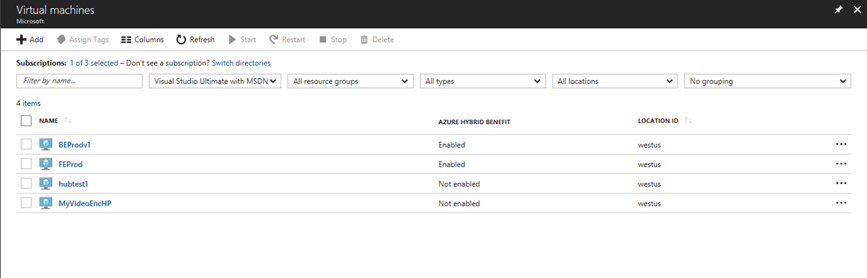 Virtual machines
Microsoft
Add Assign Tags Columns Refresh Start Restart Stop Delete
Subscriptions: 1 of 3 selected – Don't see a subscription? Switch directories
Filter by name... Visual Studio Ultimate with MSDN All resource groups All types All locations No grouping
4 items
NAME AZURE HYBRID BENEFIT LOCATION ID
BEProdv1 Enabled westus
FEProd Enabled westus
hubtest1 Not enabled westus
MyVideoEncHP Not enabled westus